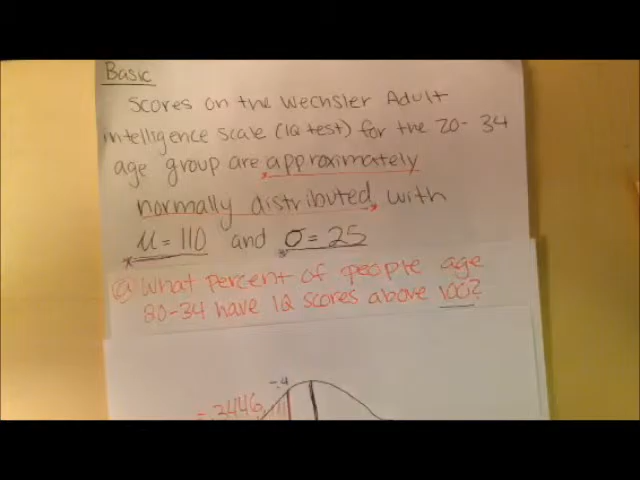 Basic
Scores on the Wechsler Adult
intelligence scale (IQ test) for the 20-34
age group are approximately
normally distributed, with
μ = 110 and σ = 25
@ What percent of people age
20-34 have IQ scores above 100?
-.4
.3446